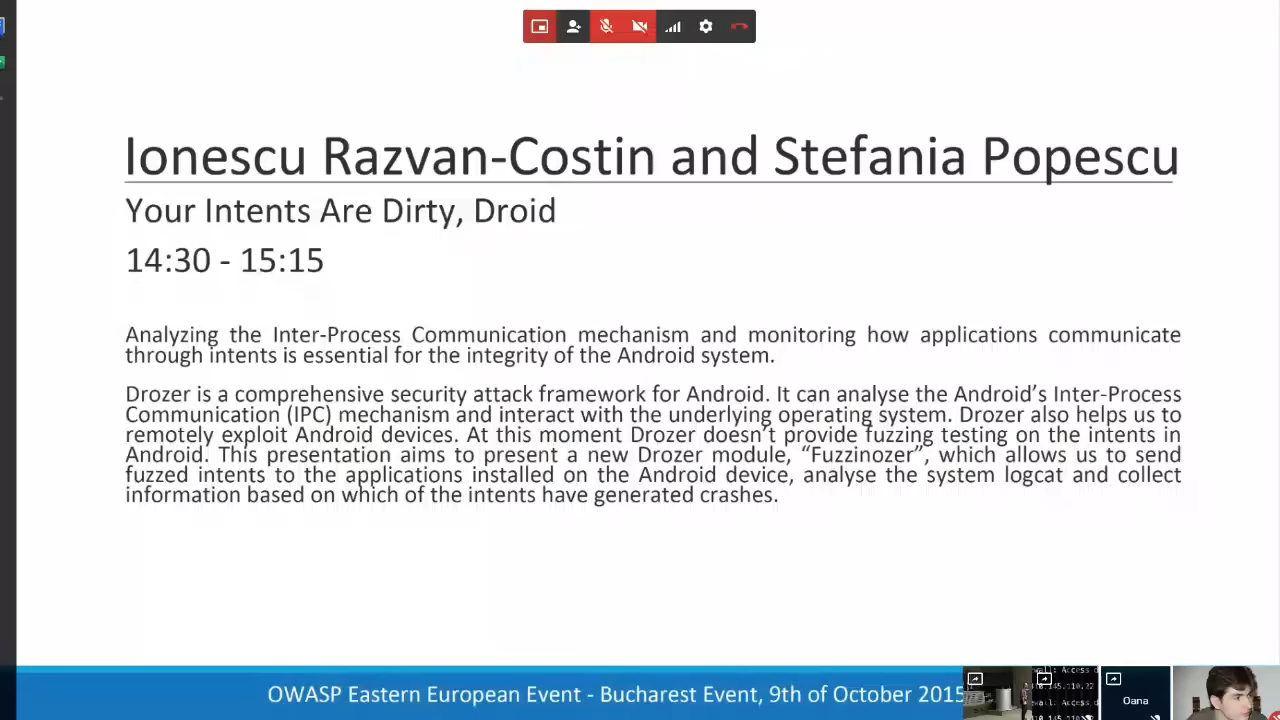 Ionescu Razvan-Costin and Stefania Popescu
Your Intents Are Dirty, Droid
14:30 - 15:15
Analyzing the Inter-Process Communication mechanism and monitoring how applications communicate
through intents is essential for the integrity of the Android system.
Drozer is a comprehensive security attack framework for Android. It can analyse the Android's Inter-Process
Communication (IPC) mechanism and interact with the underlying operating system. Drozer also helps us to
remotely exploit Android devices. At this moment Drozer doesn't provide fuzzing testing on the intents in
Android. This presentation aims to present a new Drozer module, “Fuzzinozer”, which allows us to send
fuzzed intents to the applications installed on the Android device, analyse the system logcat and collect
information based on which of the intents have generated crashes.
OWASP Eastern European Event - Bucharest Event, 9th of October 2015
Oana